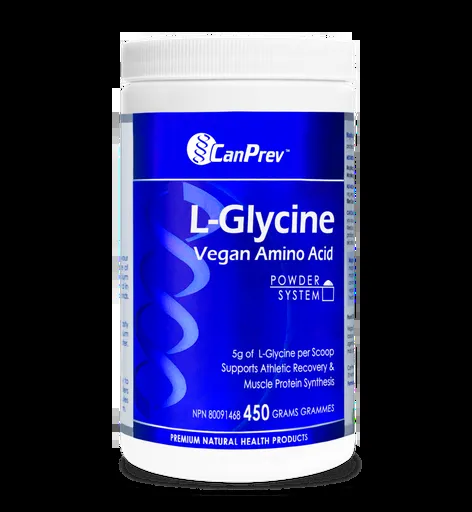 CanPrev™
L-Glycine
Vegan Amino Acid
POWDER
SYSTEM
5g of L-Glycine per Scoop
Supports Athletic Recovery &
Muscle Protein Synthesis
NPN 80091468 450 GRAMS GRAMMES
PREMIUM NATURAL HEALTH PRODUCTS